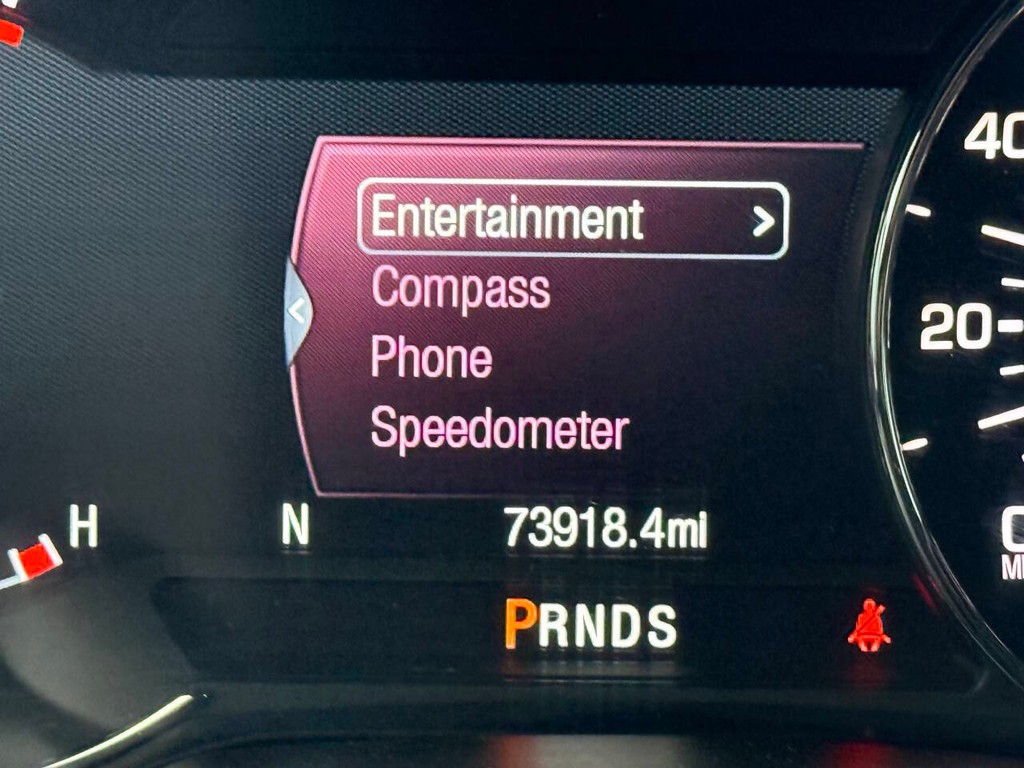 Entertainment >
Compass
Phone
Speedometer
40
20
H N 73918.4mi
PRNDS